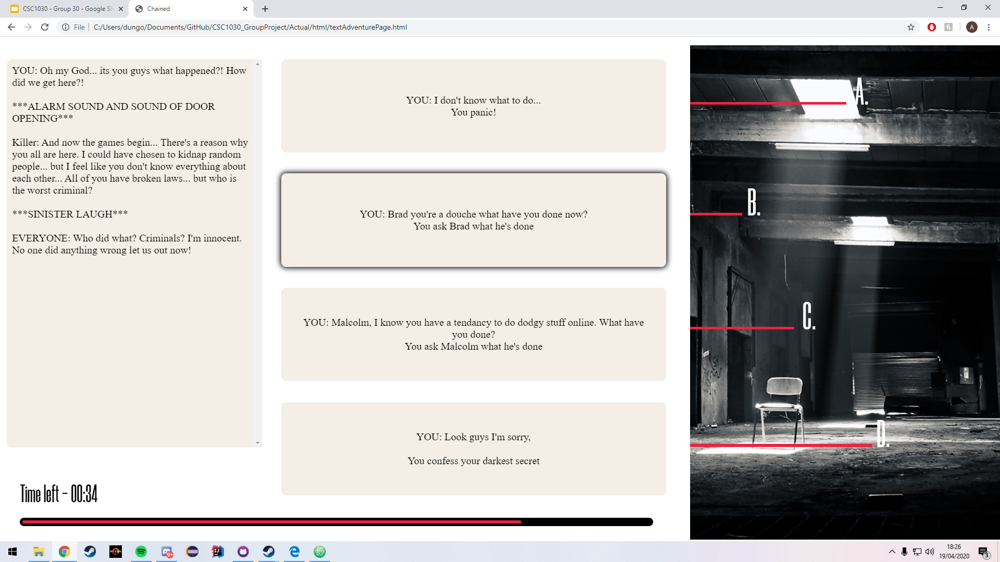 CSC1030 - Group 30 - Google Sli
Chained
File
C:/Users/dungo/Documents/GitHub/CSC1030_GroupProject/Actual/html/textAdventurePage.html
A
YOU: Oh my God... its you guys what happened?! How
did we get here?!
***ALARM SOUND AND SOUND OF DOOR
OPENING***
Killer: And now the games begin... There's a reason why
you all are here. I could have chosen to kidnap random
people... but I feel like you don't know everything about
each other... All of you have broken laws... but who is
the worst criminal?
***SINISTER LAUGH***
EVERYONE: Who did what? Criminals? I'm innocent.
No one did anything wrong let us out now!
YOU: I don't know what to do...
You panic!
YOU: Brad you're a douche what have you done now?
You ask Brad what he's done
YOU: Malcolm, I know you have a tendancy to do dodgy stuff online. What have
you done?
You ask Malcolm what he's done
YOU: Look guys I'm sorry,
You confess your darkest secret
A.
B.
C.
D.
Time left - 00:34
RYZEN
9+
IJ
18:26
19/04/2020
3